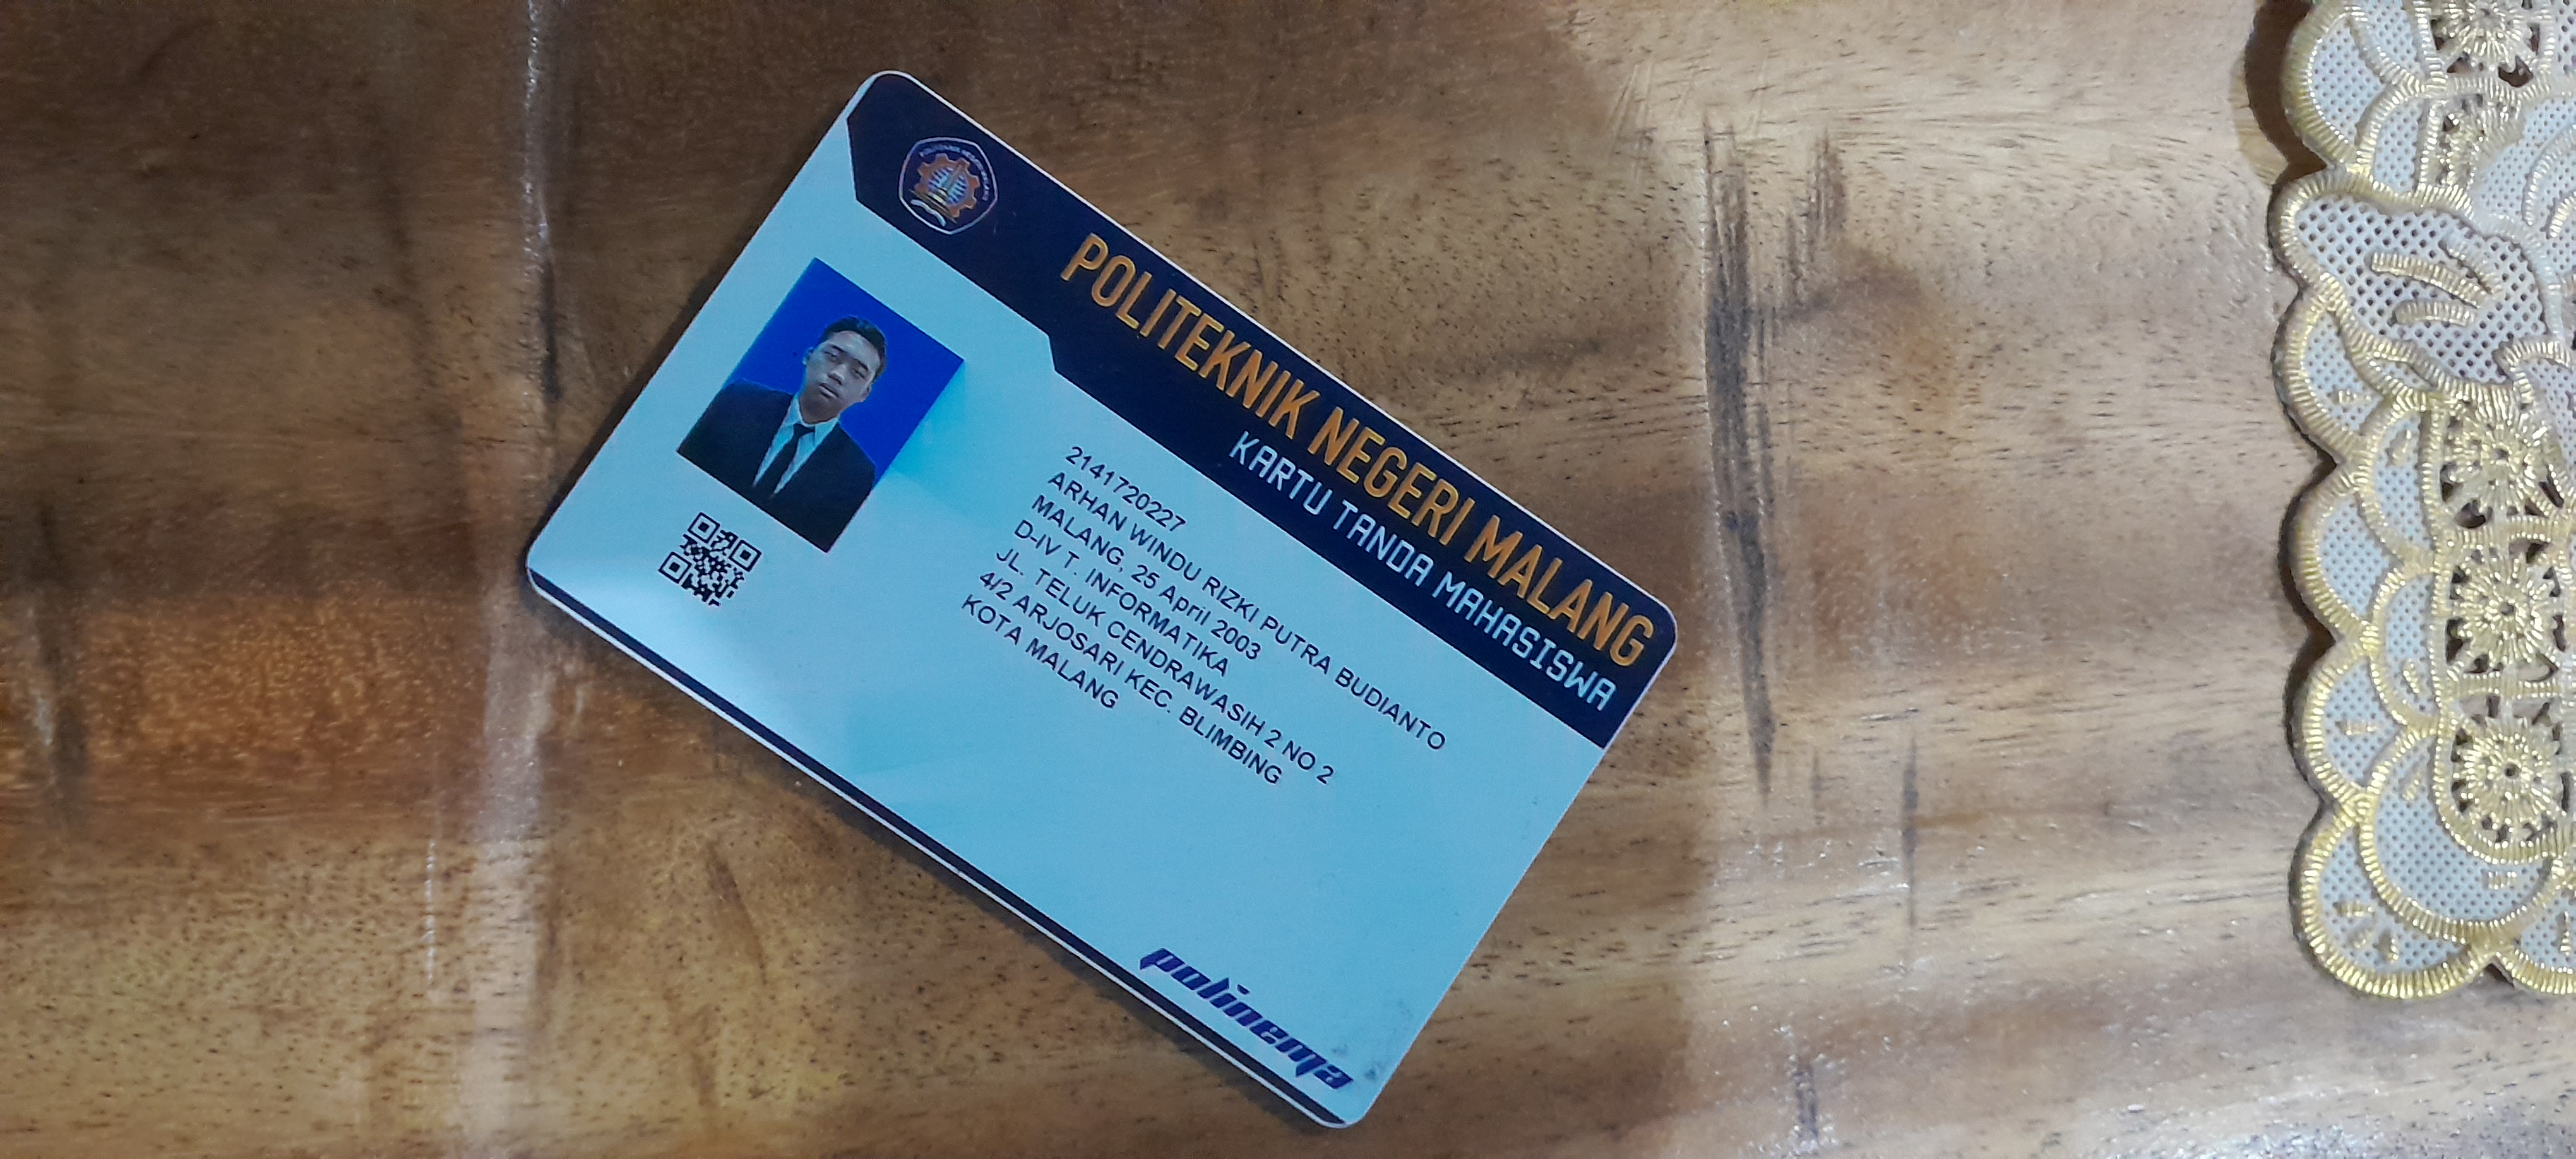 POLITEKNIK NEGERI MALANG
KARTU TANDA MAHASISWA
2141720227
ARHAN WINDU RIZKI PUTRA BUDIANTO
MALANG, 25 April 2003
D-IV T. INFORMATIKA
JL. TELUK CENDRAWASIH 2 NO 2
4/2 ARJOSARI KEC. BLIMBING
KOTA MALANG
polinema